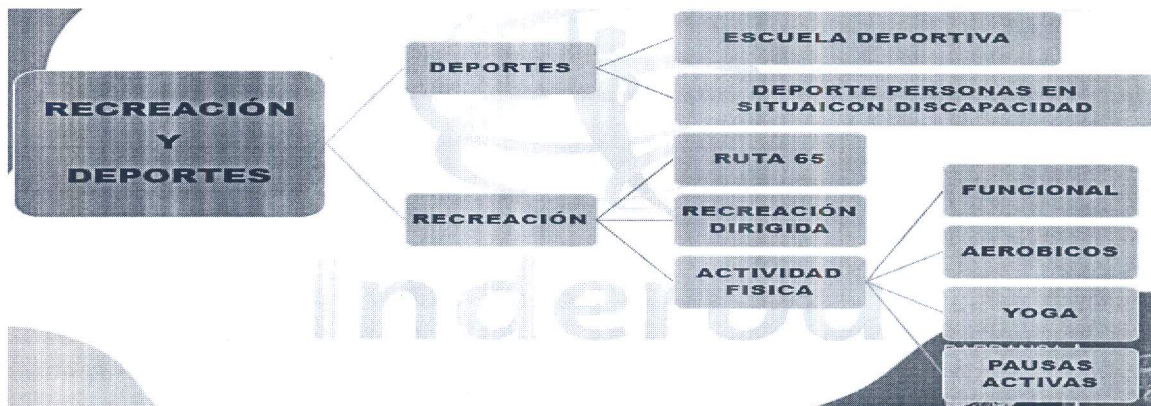 RECREACIÓN
Y
DEPORTES
DEPORTES
ESCUELA DEPORTIVA
DEPORTE PERSONAS EN
SITUAICON DISCAPACIDAD
RECREACIÓN
RUTA 65
RECREACIÓN
DIRIGIDA
ACTIVIDAD
FISICA
FUNCIONAL
AEROBICOS
YOGA
PAUSAS
ACTIVAS